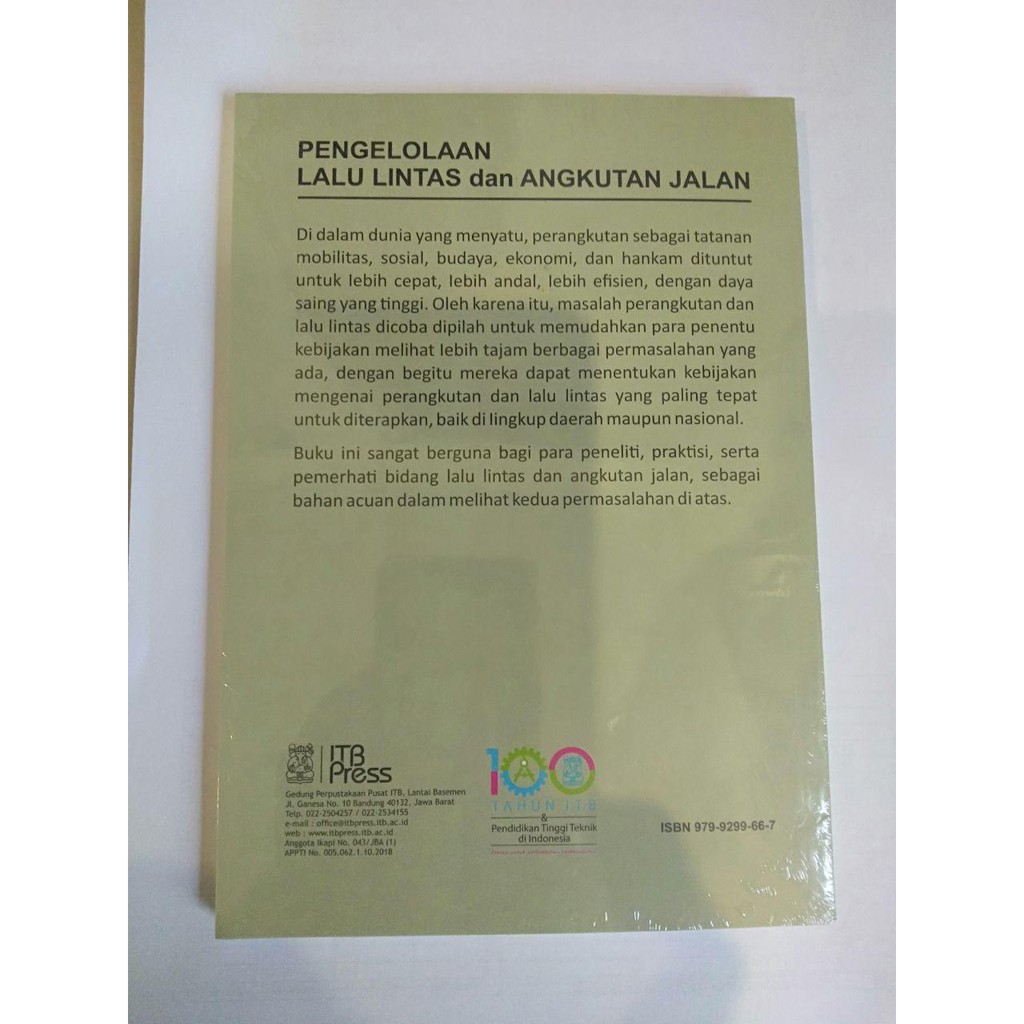 PENGELOLAAN
LALU LINTAS dan ANGKUTAN JALAN
Di dalam dunia yang menyatu, perangkutan sebagai tatanan
mobilitas, sosial, budaya, ekonomi, dan hankam dituntut
untuk lebih cepat, lebih andal, lebih efisien, dengan daya
saing yang tinggi. Oleh karena itu, masalah perangkutan dan
lalu lintas dicoba dipilah untuk memudahkan para penentu
kebijakan melihat lebih tajam berbagai permasalahan yang
ada, dengan begitu mereka dapat menentukan kebijakan
mengenai perangkutan dan lalu lintas yang paling tepat
untuk diterapkan, baik di lingkup daerah maupun nasional.
Buku ini sangat berguna bagi para peneliti, praktisi, serta
pemerhati bidang lalu lintas dan angkutan jalan, sebagai
bahan acuan dalam melihat kedua permasalahan di atas.
ITB
Press
Gedung Perpustakaan Pusat ITB, Lantai Basemen
Jl. Ganesa No. 10 Bandung 40132, Jawa Barat
Telp. 022-2504257 / 022-2534155
e-mail : office@itbpress.itb.ac.id
web : www.itbpress.itb.ac.id
Anggota Ikapi No. 043/JBA (1)
APPTI No. 005.062.1.10.2018
100
TAHUN ITB
&
Pendidikan Tinggi Teknik
di Indonesia
ISBN 979-9299-66-7